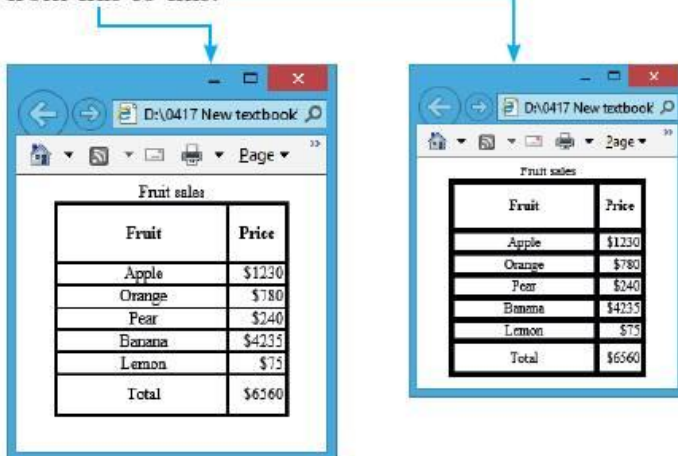 D:\0417 New textbook
Page
Fruit sales
Fruit Price
Apple $1230
Orange $780
Pear $240
Banana $4235
Lemon $75
Total $6560
D:\0417 New textbook
Page
Fruit sales
Fruit Price
Apple $1230
Orange $780
Pear $240
Banana $4235
Lemon $75
Total $6560